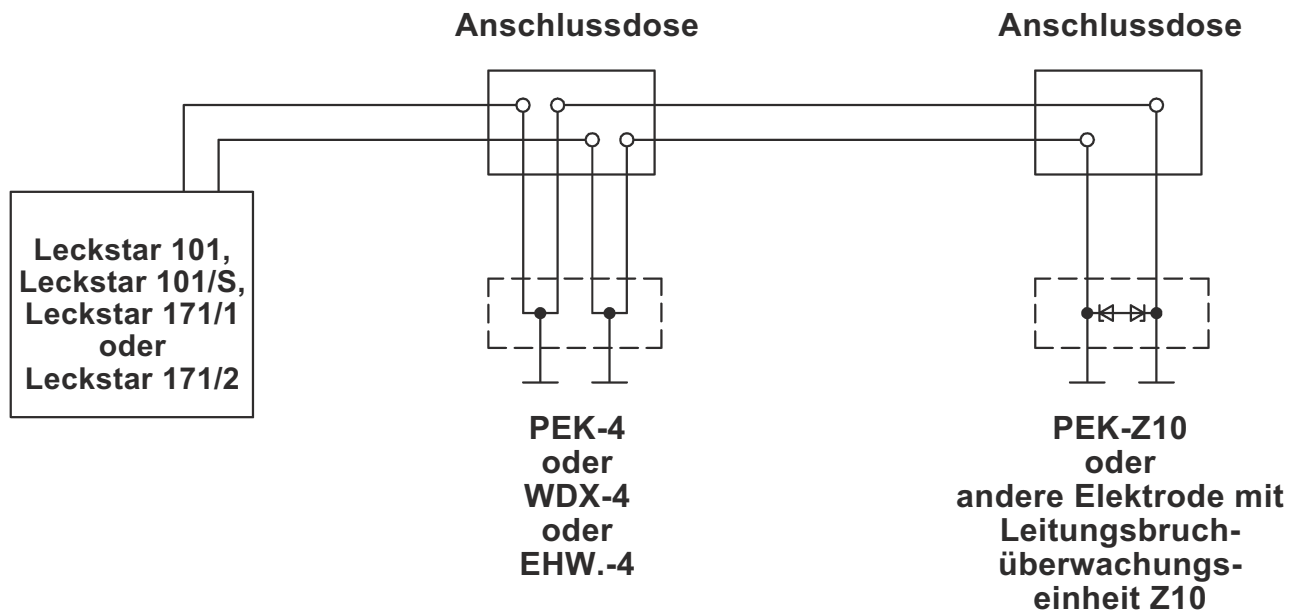 Anschlussdose
Anschlussdose
Leckstar 101,
Leckstar 101/S,
Leckstar 171/1
oder
Leckstar 171/2
PEK-4
oder
WDX-4
oder
EHW.-4
PEK-Z10
oder
andere Elektrode mit
Leitungsbruch-
überwachungs-
einheit Z10